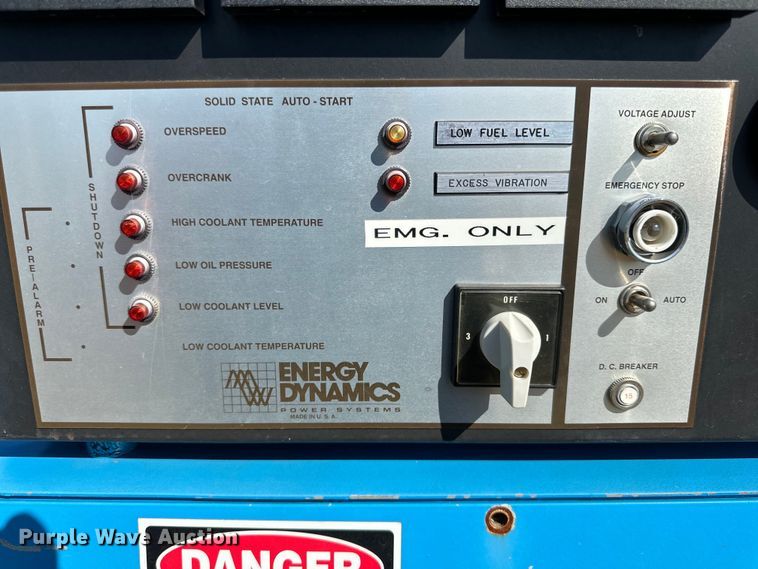 SOLID STATE AUTO - START
OVERSPEED
OVERCRANK
HIGH COOLANT TEMPERATURE
LOW OIL PRESSURE
LOW COOLANT LEVEL
LOW COOLANT TEMPERATURE
SHUTDOWN
PRE/ALARM
LOW FUEL LEVEL
EXCESS VIBRATION
EMG. ONLY
OFF
3 1
ENERGY
DYNAMICS
POWER SYSTEMS
MADE IN U.S.A.
VOLTAGE ADJUST
EMERGENCY STOP
OFF
ON AUTO
D.C. BREAKER
15
DANGER
Purple Wave Auction